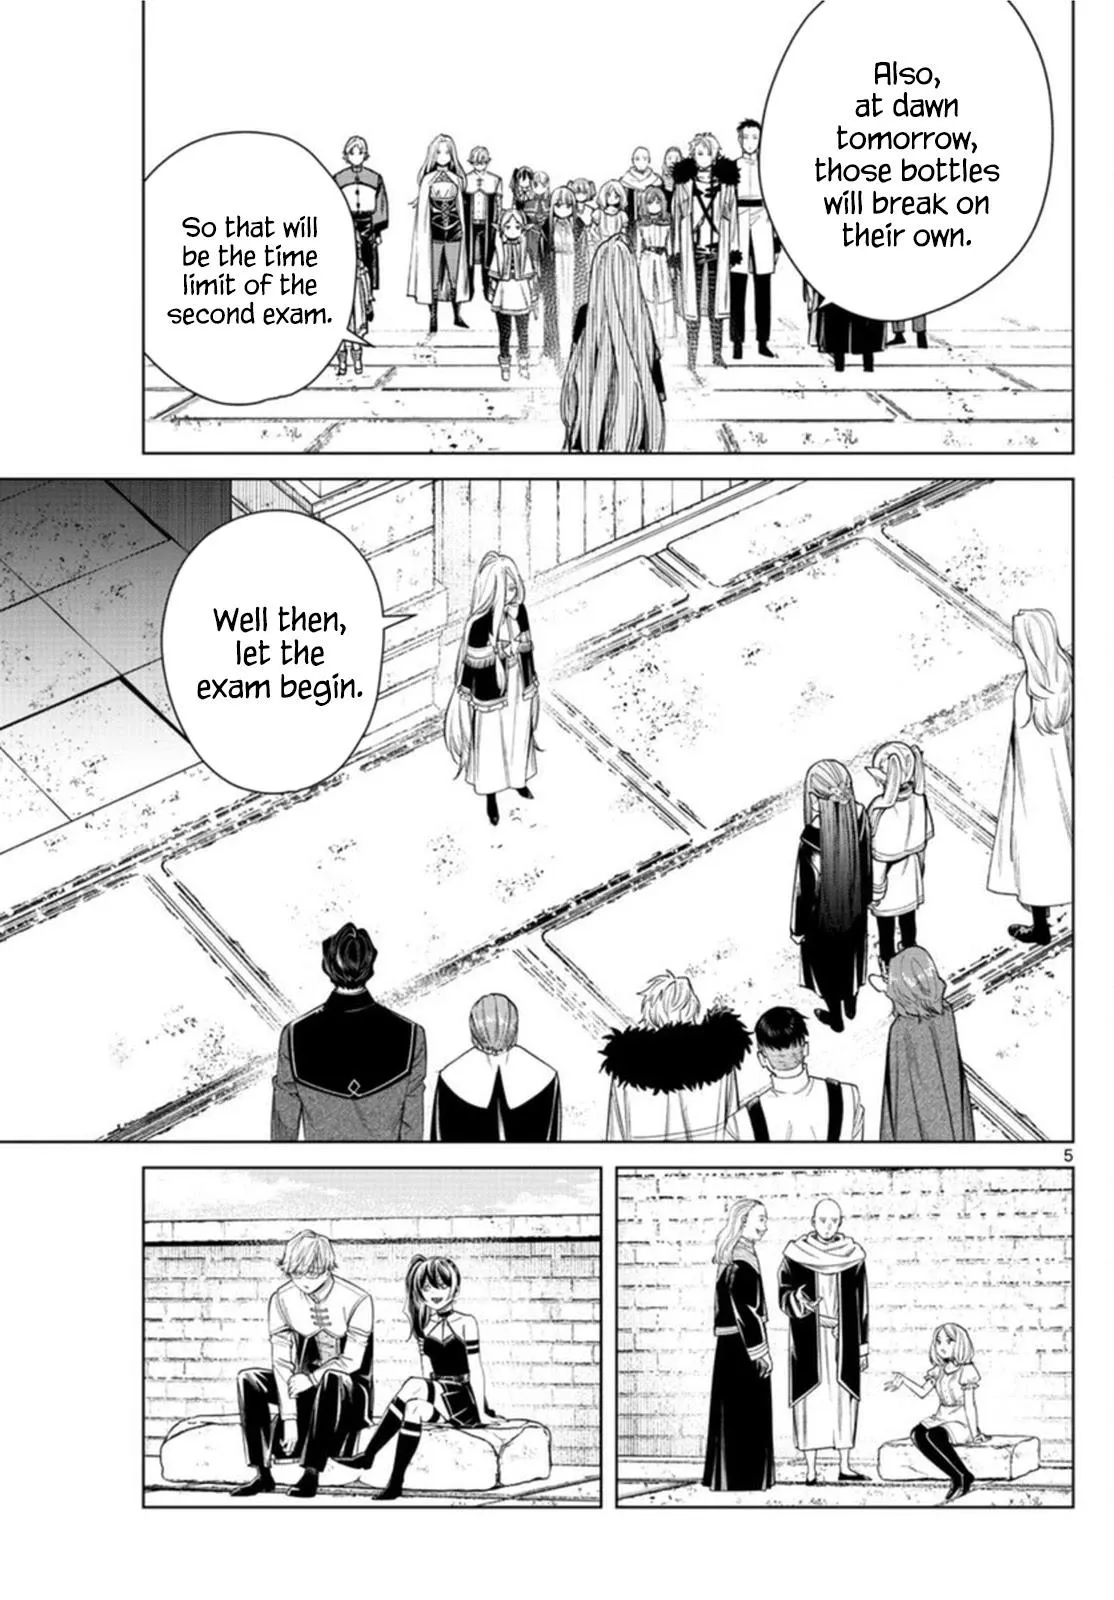 Also,
at dawn
tomorrow,
those bottles
will break on
their own.
So that will
be the time
limit of the
second exam.
Well then,
let the
exam begin.
5